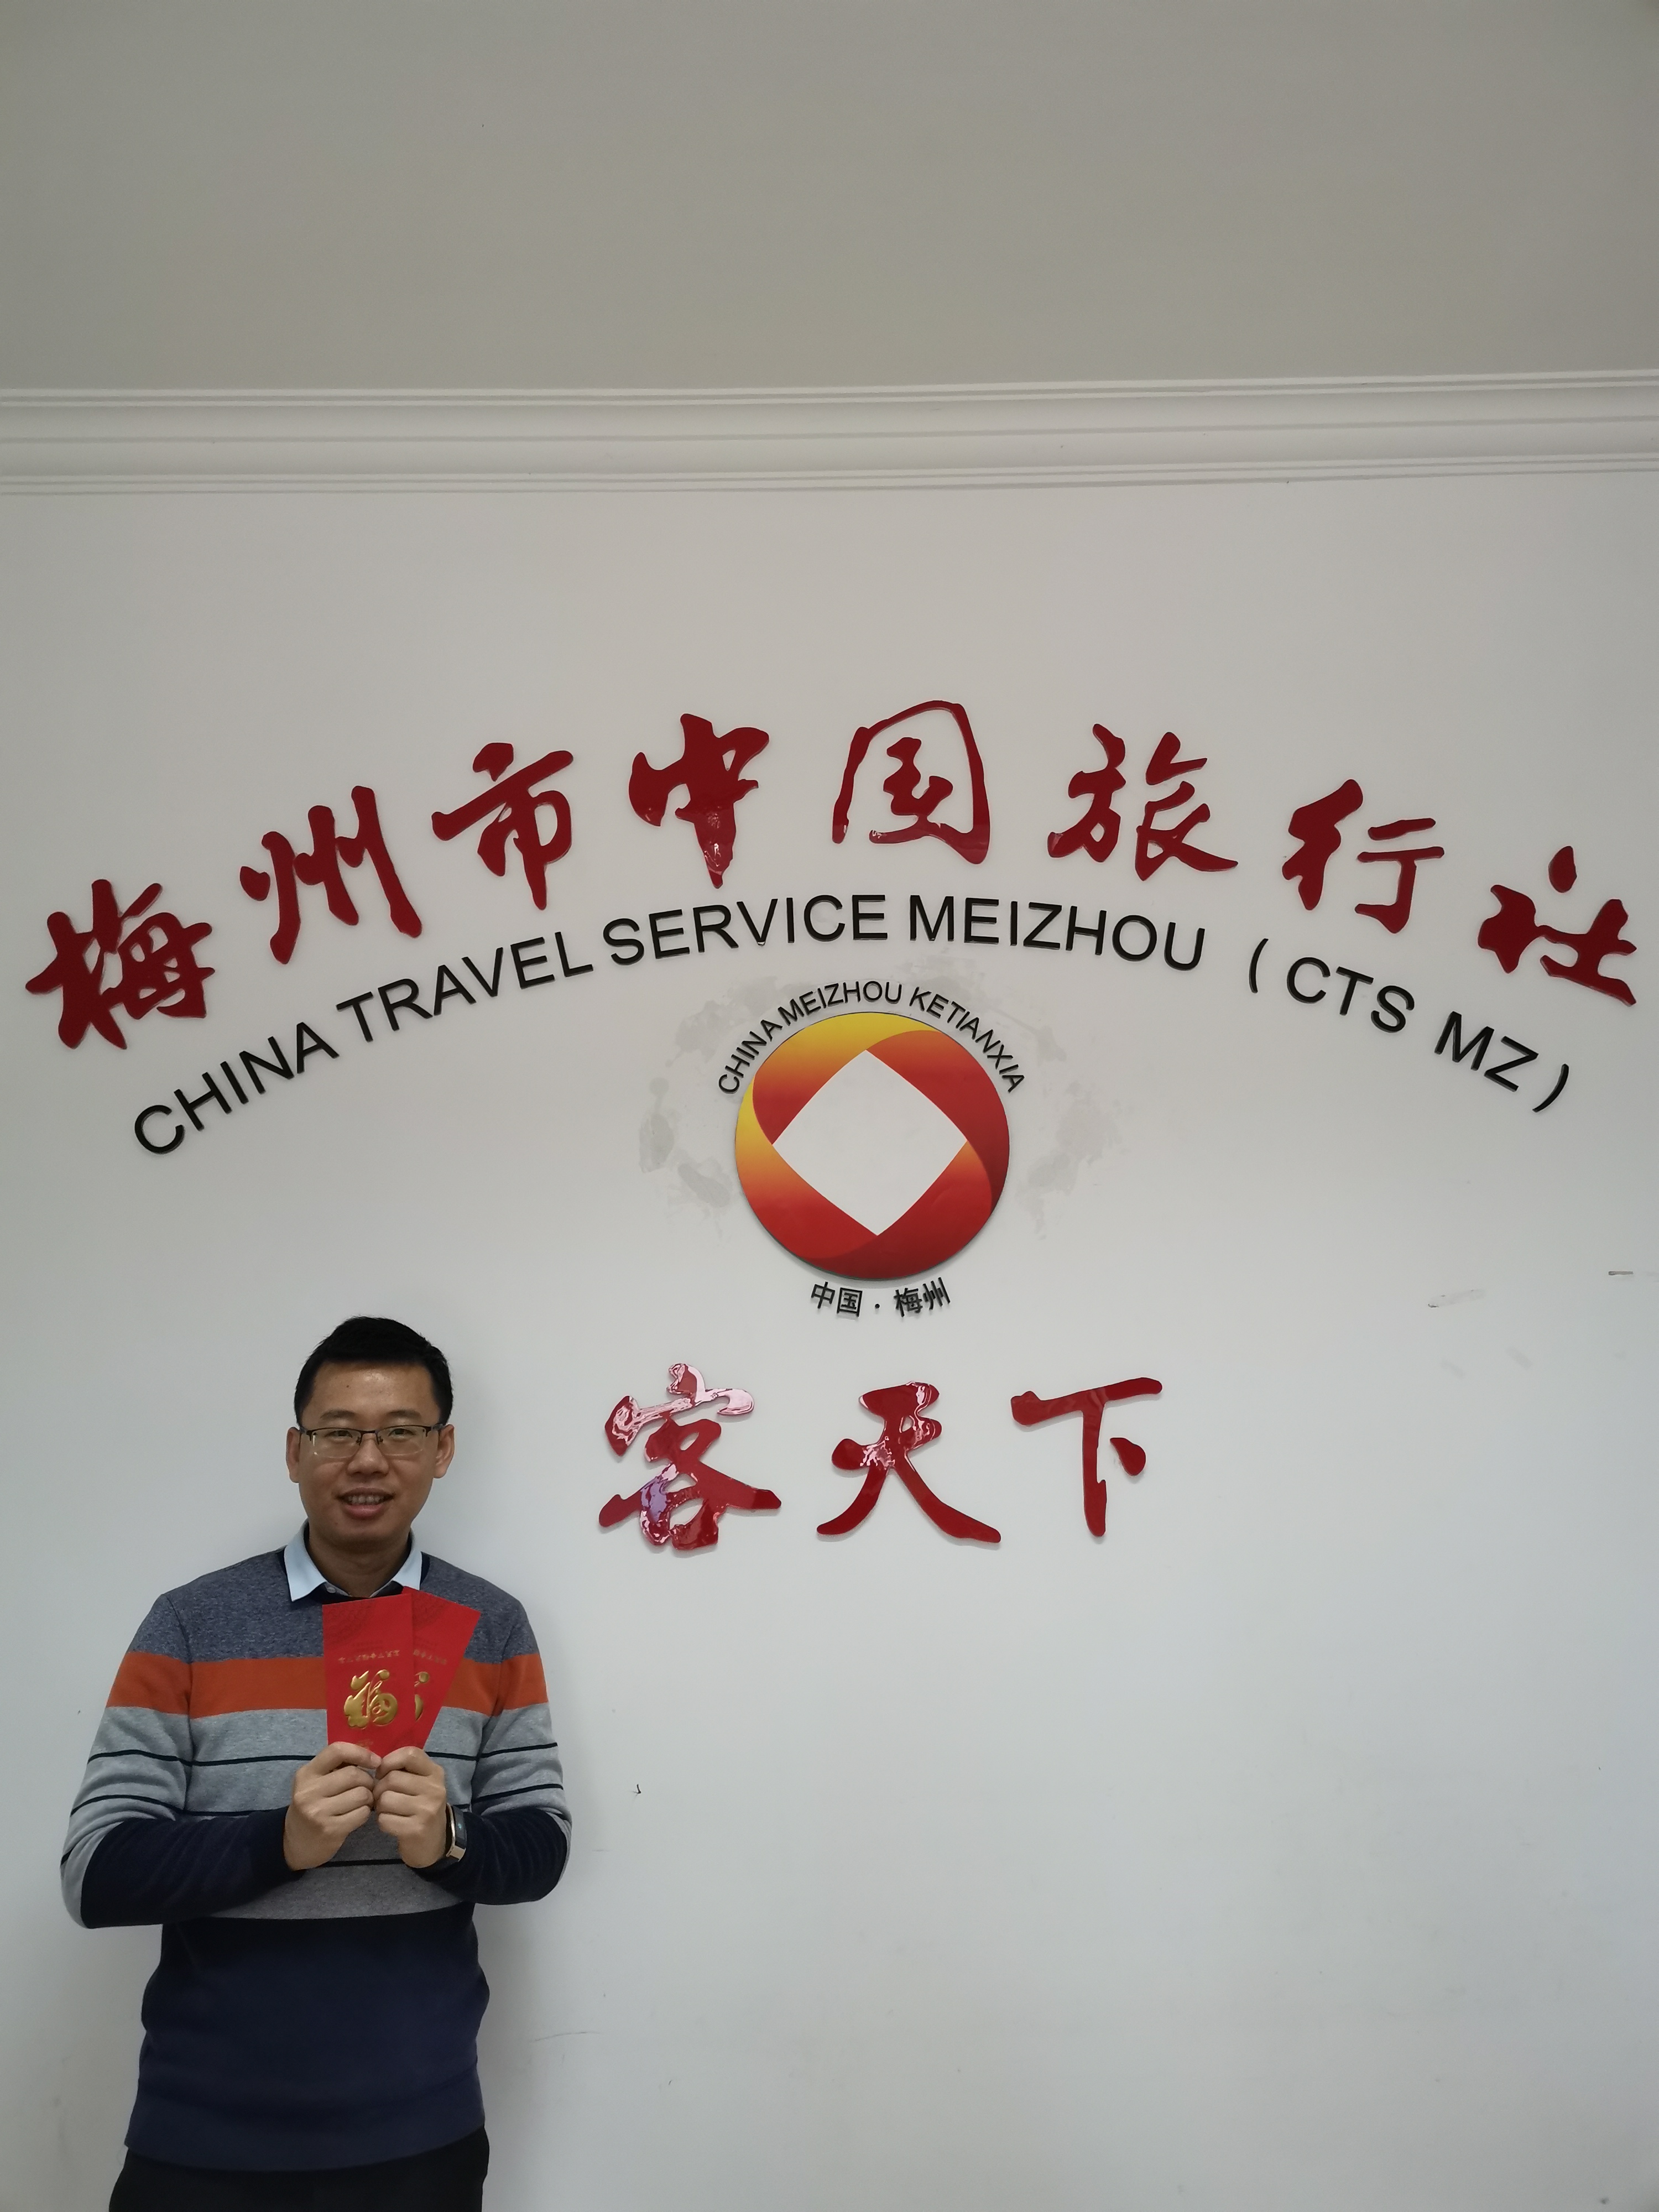 梅州市中国旅行社
CHINA TRAVEL SERVICE MEIZHOU (CTS MZ)
CHINA MEIZHOU KETIANXIA
中国·梅州
客天下
福